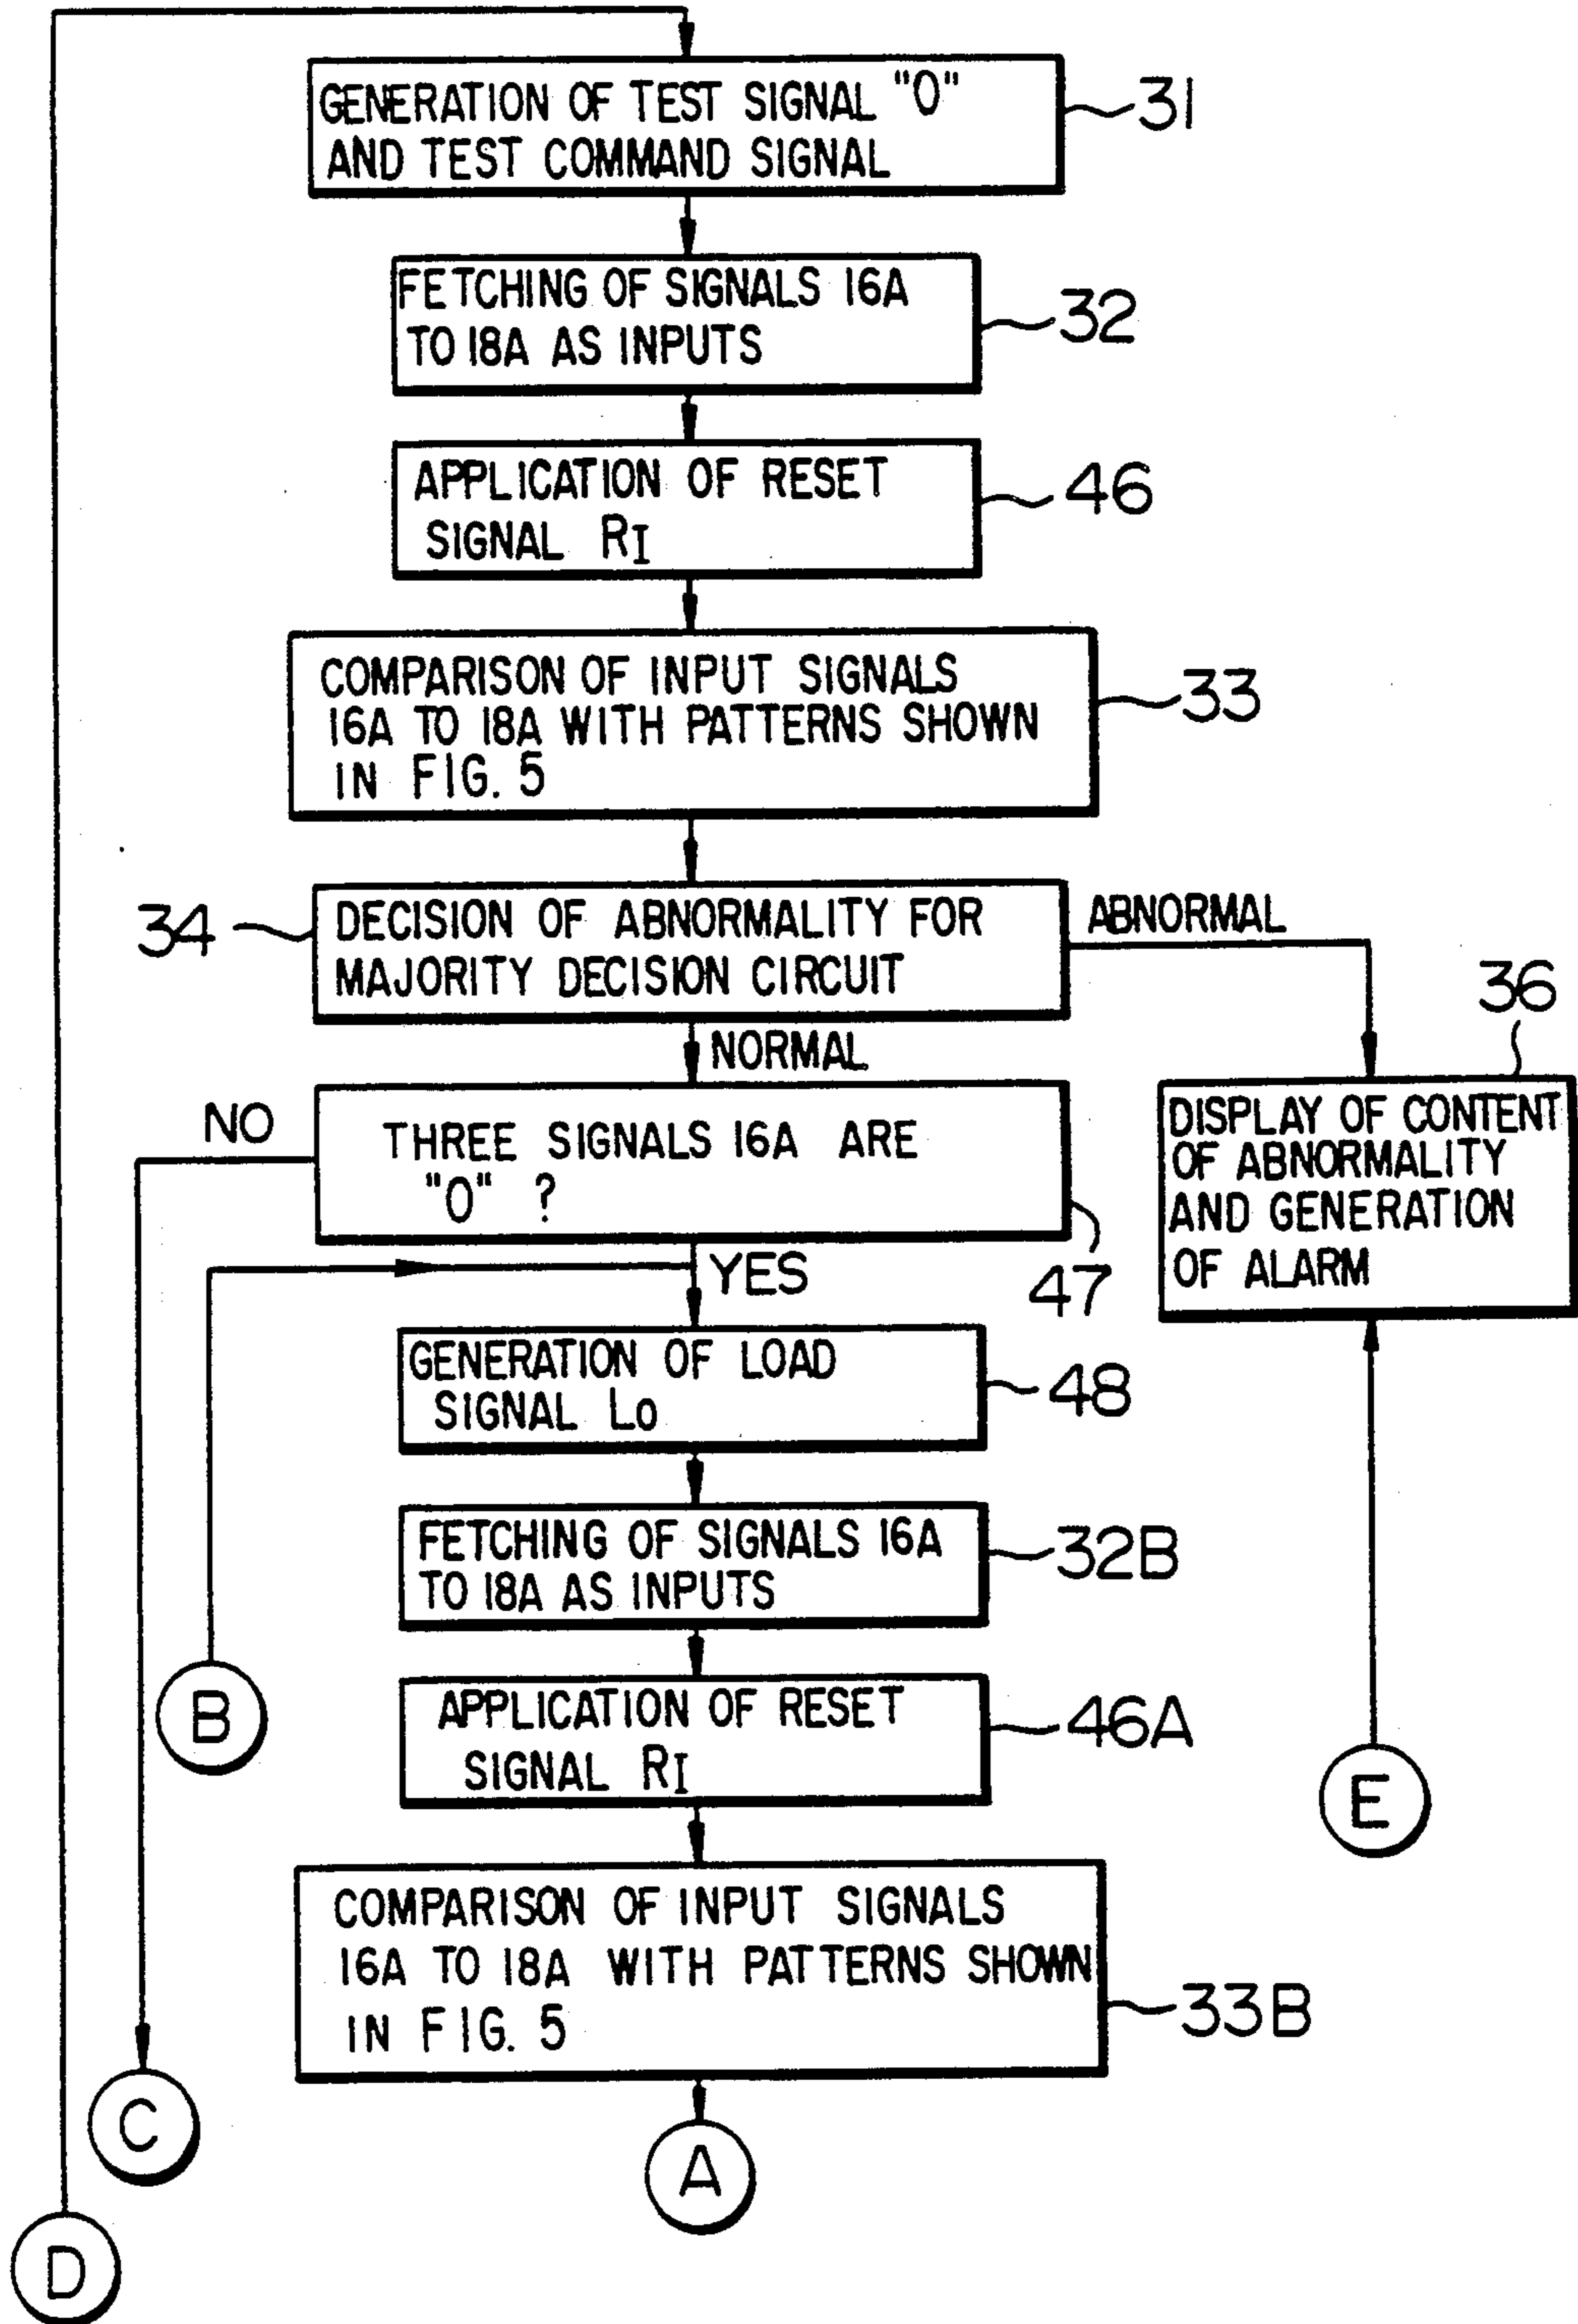 GENERATION OF TEST SIGNAL "0"
AND TEST COMMAND SIGNAL
31
FETCHING OF SIGNALS 16A
TO 18A AS INPUTS
32
APPLICATION OF RESET
SIGNAL RI
46
COMPARISON OF INPUT SIGNALS
16A TO 18A WITH PATTERNS SHOWN
IN FIG. 5
33
34
DECISION OF ABNORMALITY FOR
MAJORITY DECISION CIRCUIT
ABNORMAL
36
NORMAL
NO
THREE SIGNALS 16A ARE
"0" ?
47
DISPLAY OF CONTENT
OF ABNORMALITY
AND GENERATION
OF ALARM
YES
GENERATION OF LOAD
SIGNAL Lo
48
FETCHING OF SIGNALS 16A
TO 18A AS INPUTS
32B
B
APPLICATION OF RESET
SIGNAL RI
46A
E
COMPARISON OF INPUT SIGNALS
16A TO 18A WITH PATTERNS SHOWN
IN FIG. 5
33B
C
A
D